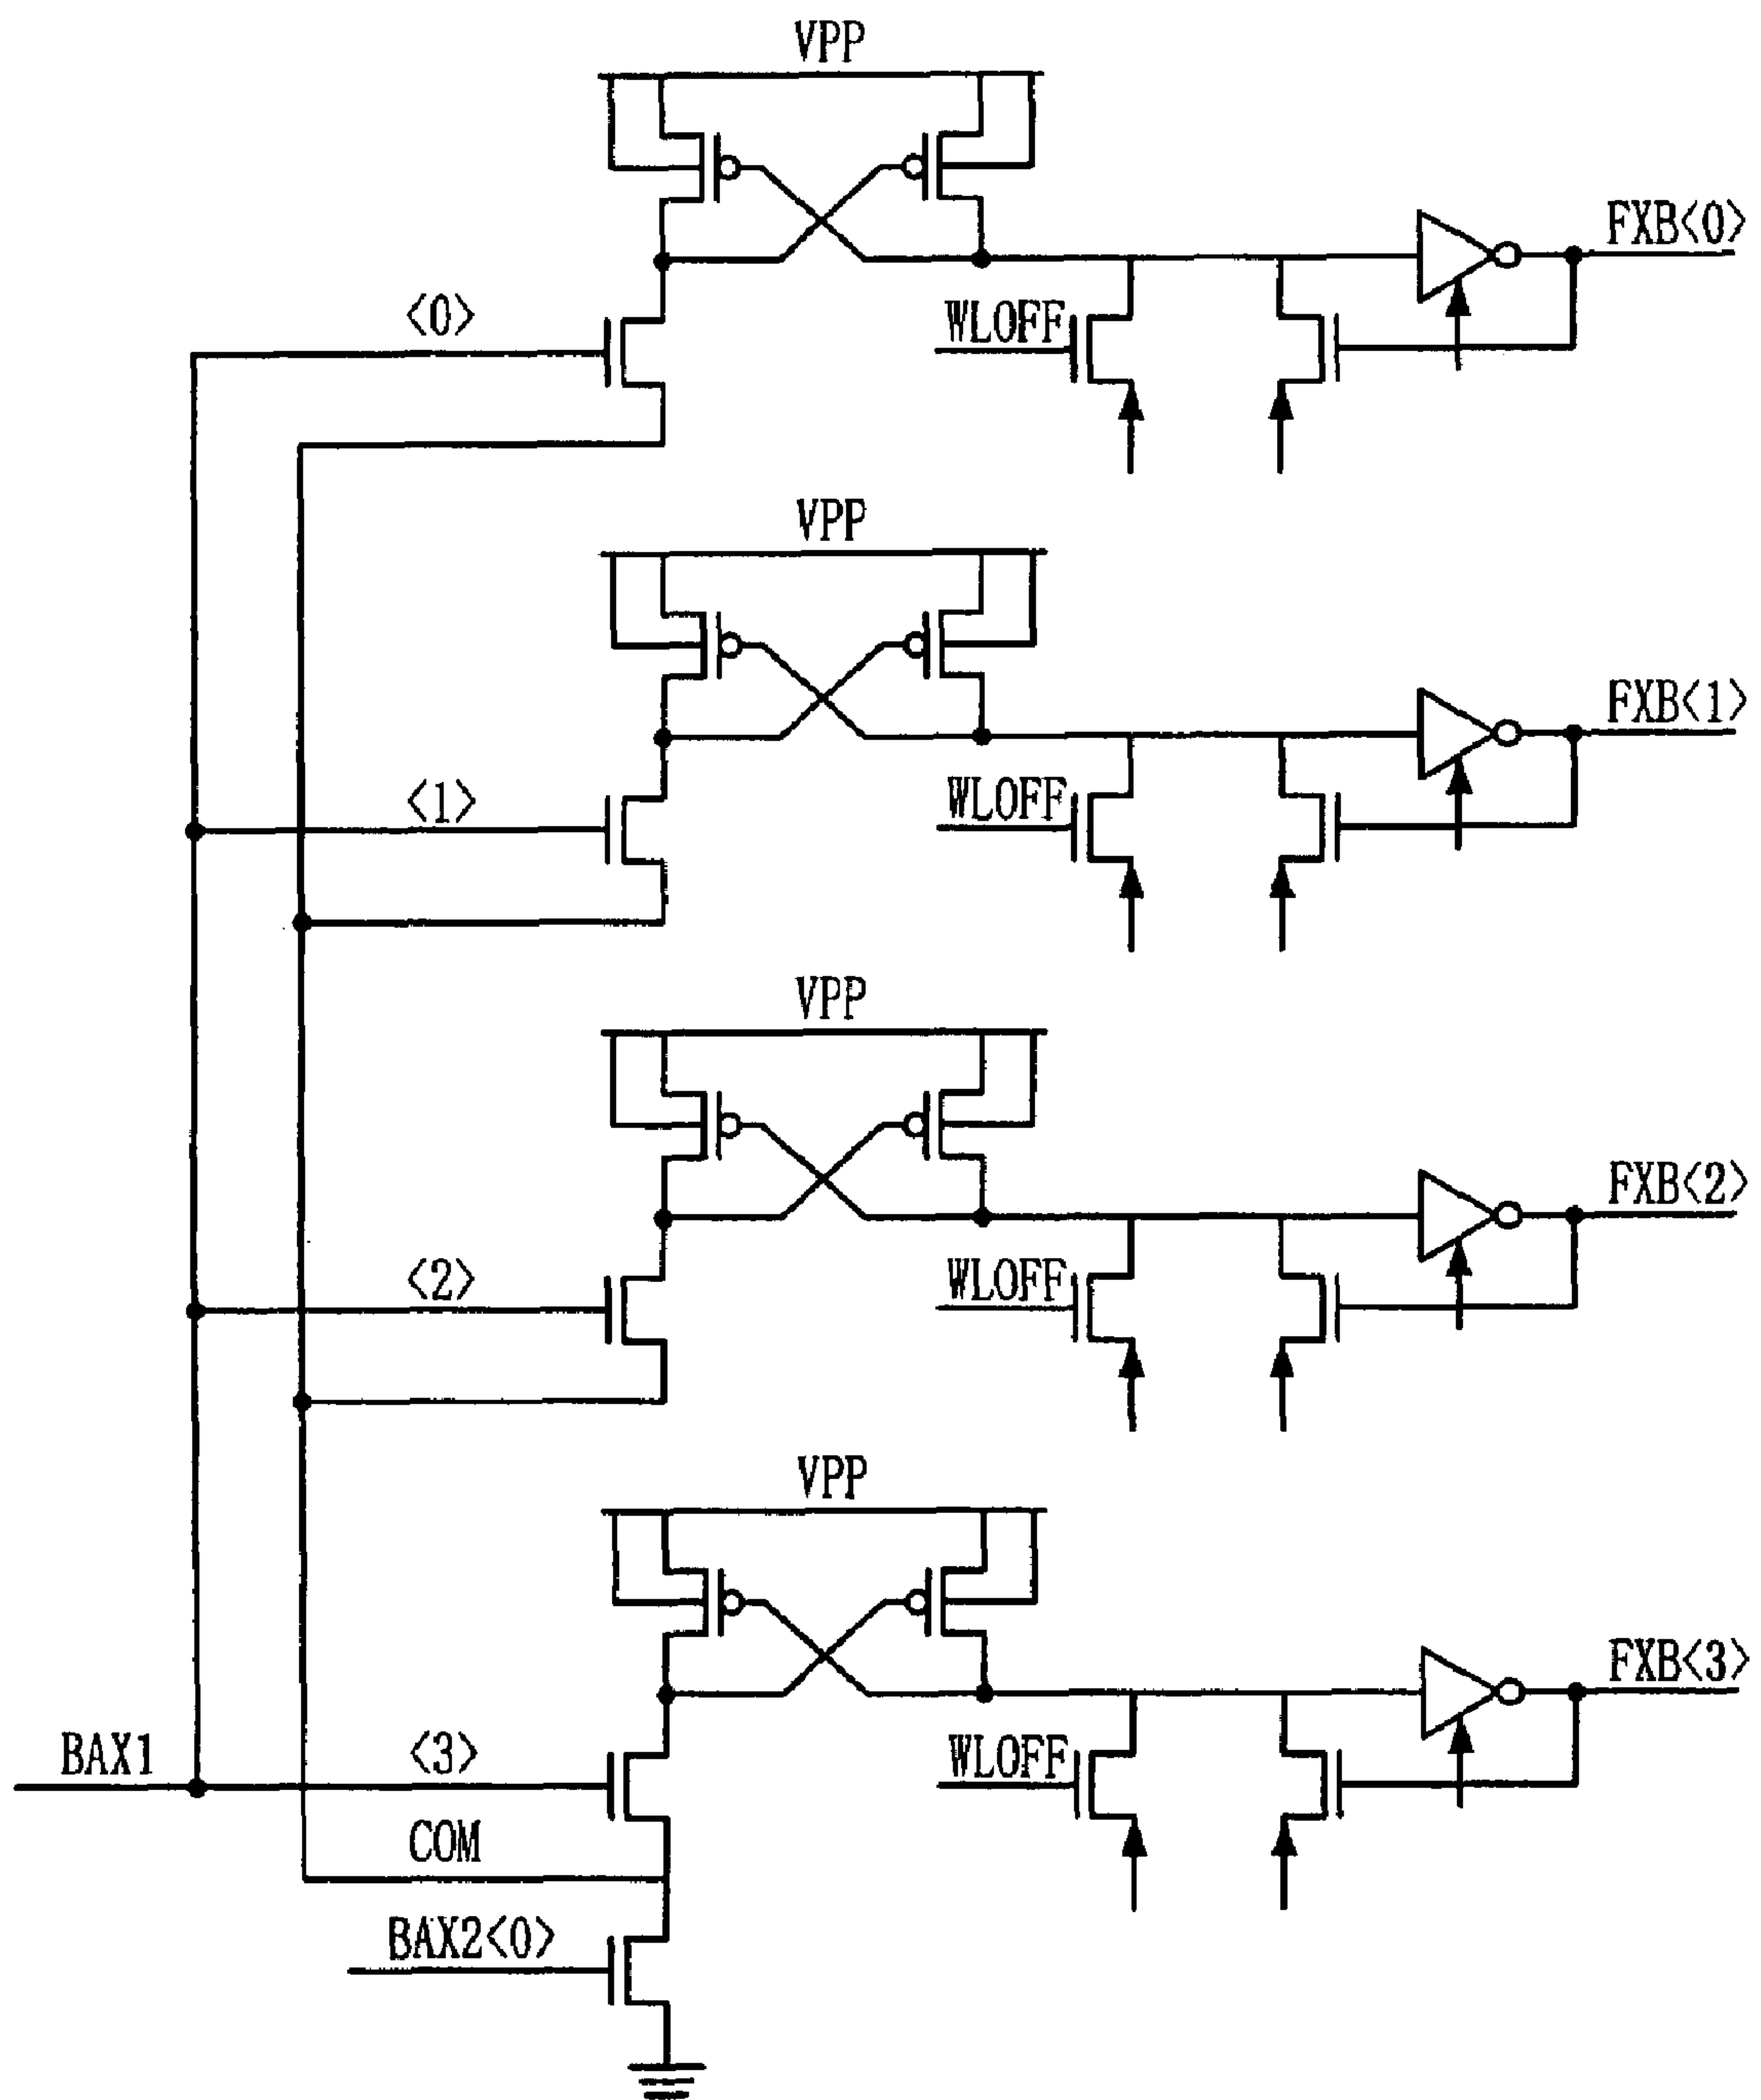 VPP
FXB<0>
<0>
WLOFF
VPP
FXB<1>
<1>
WLOFF
VPP
FXB<2>
<2>
WLOFF
VPP
FXB<3>
BAX1
<3>
WLOFF
COM
BAX2<0>